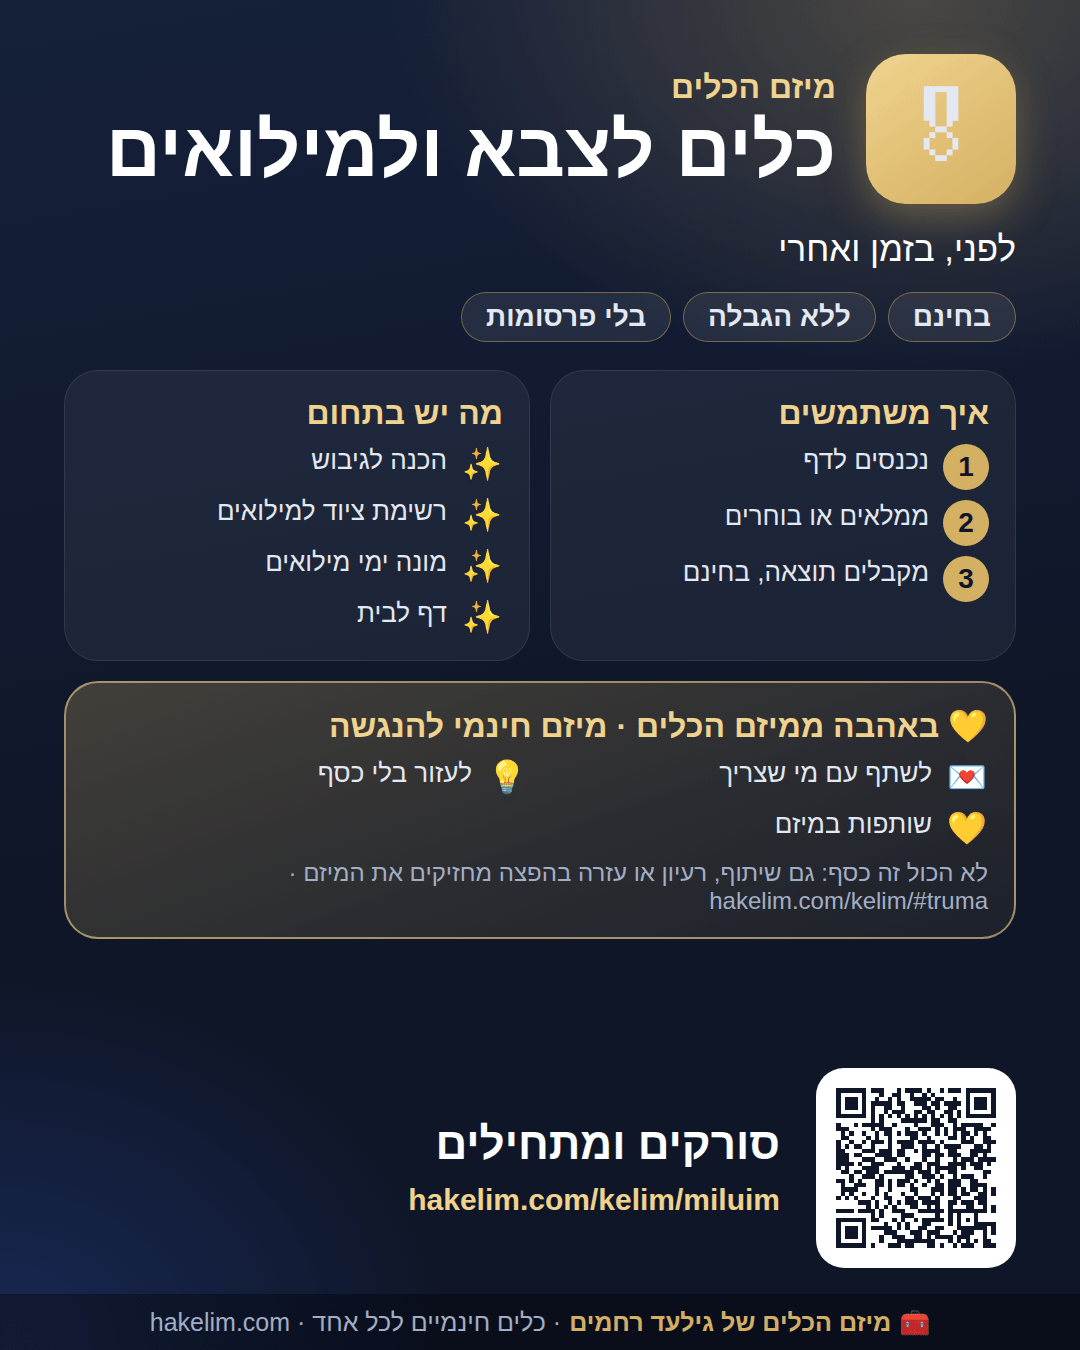 מיזם הכלים
כלים לצבא ולמילואים
לפני, בזמן ואחרי
בחינם
ללא הגבלה
בלי פרסומות
איך משתמשים
1 נכנסים לדף
2 ממלאים או בוחרים
3 מקבלים תוצאה, בחינם
מה יש בתחום
✨ הכנה לגיבוש
✨ רשימת ציוד למילואים
✨ מונה ימי מילואים
✨ דף לבית
💛 באהבה ממיזם הכלים · מיזם חינמי להנגשה
💌 לשתף עם מי שצריך
💡 לעזור בלי כסף
💛 שותפות במיזם
לא הכול זה כסף: גם שיתוף, רעיון או עזרה בהפצה מחזיקים את המיזם ·
hakelim.com/kelim/#truma
סורקים ומתחילים
hakelim.com/kelim/miluim
🧰 מיזם הכלים של גילעד רחמים · כלים חינמיים לכל אחד · hakelim.com